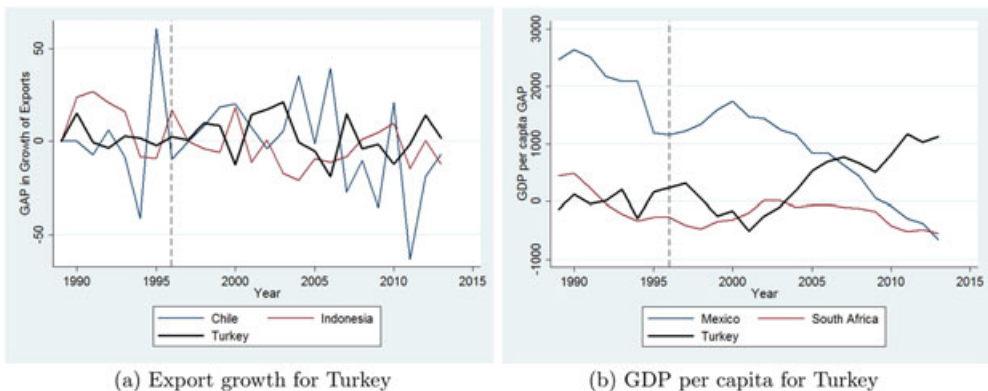 GAP in Growth of Exports
50
0
-50
1990
1995
2000
2005
2010
2015
Year
Chile
Indonesia
Turkey
(a) Export growth for Turkey
GDP per capita GAP
3000
2000
1000
0
-1000
1990
1995
2000
2005
2010
2015
Year
Mexico
South Africa
Turkey
(b) GDP per capita for Turkey